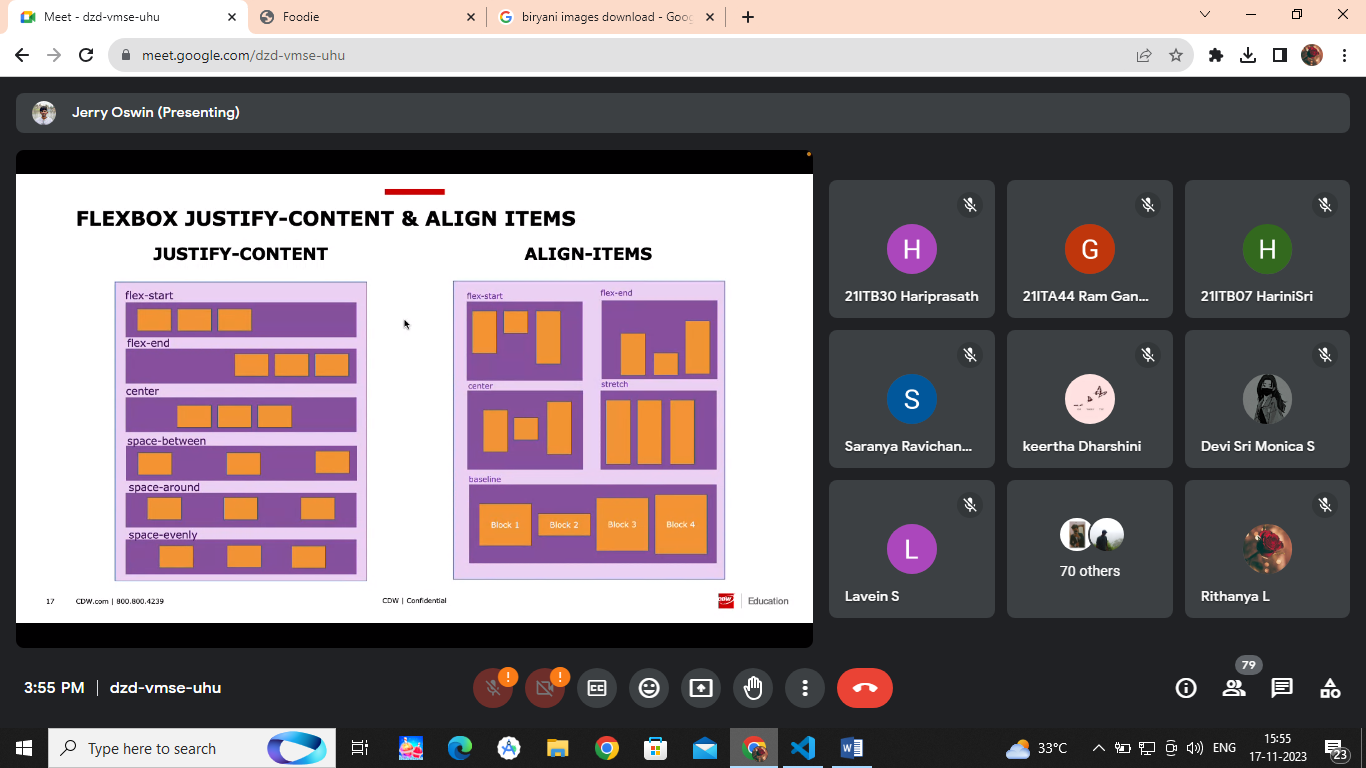 Meet - dzd-vmse-uhu
Foodie
biryani images download - Goo
meet.google.com/dzd-vmse-uhu
Jerry Oswin (Presenting)
FLEXBOX JUSTIFY-CONTENT & ALIGN ITEMS
JUSTIFY-CONTENT
flex-start
flex-end
center
space-between
space-around
space-evenly
ALIGN-ITEMS
flex-start
flex-end
center
stretch
baseline
Block 1
Block 2
Block 3
Block 4
17
CDW.com | 800.800.4239
CDW | Confidential
CDW
Education
H
21ITB30 Hariprasath
G
21ITA44 Ram Gan...
H
21ITB07 HariniSri
S
Saranya Ravichan...
keertha Dharshini
Devi Sri Monica S
L
Lavein S
70 others
Rithanya L
3:55 PM | dzd-vmse-uhu
!
!
CC
79
Type here to search
W
33°C
ENG
15:55
17-11-2023
23